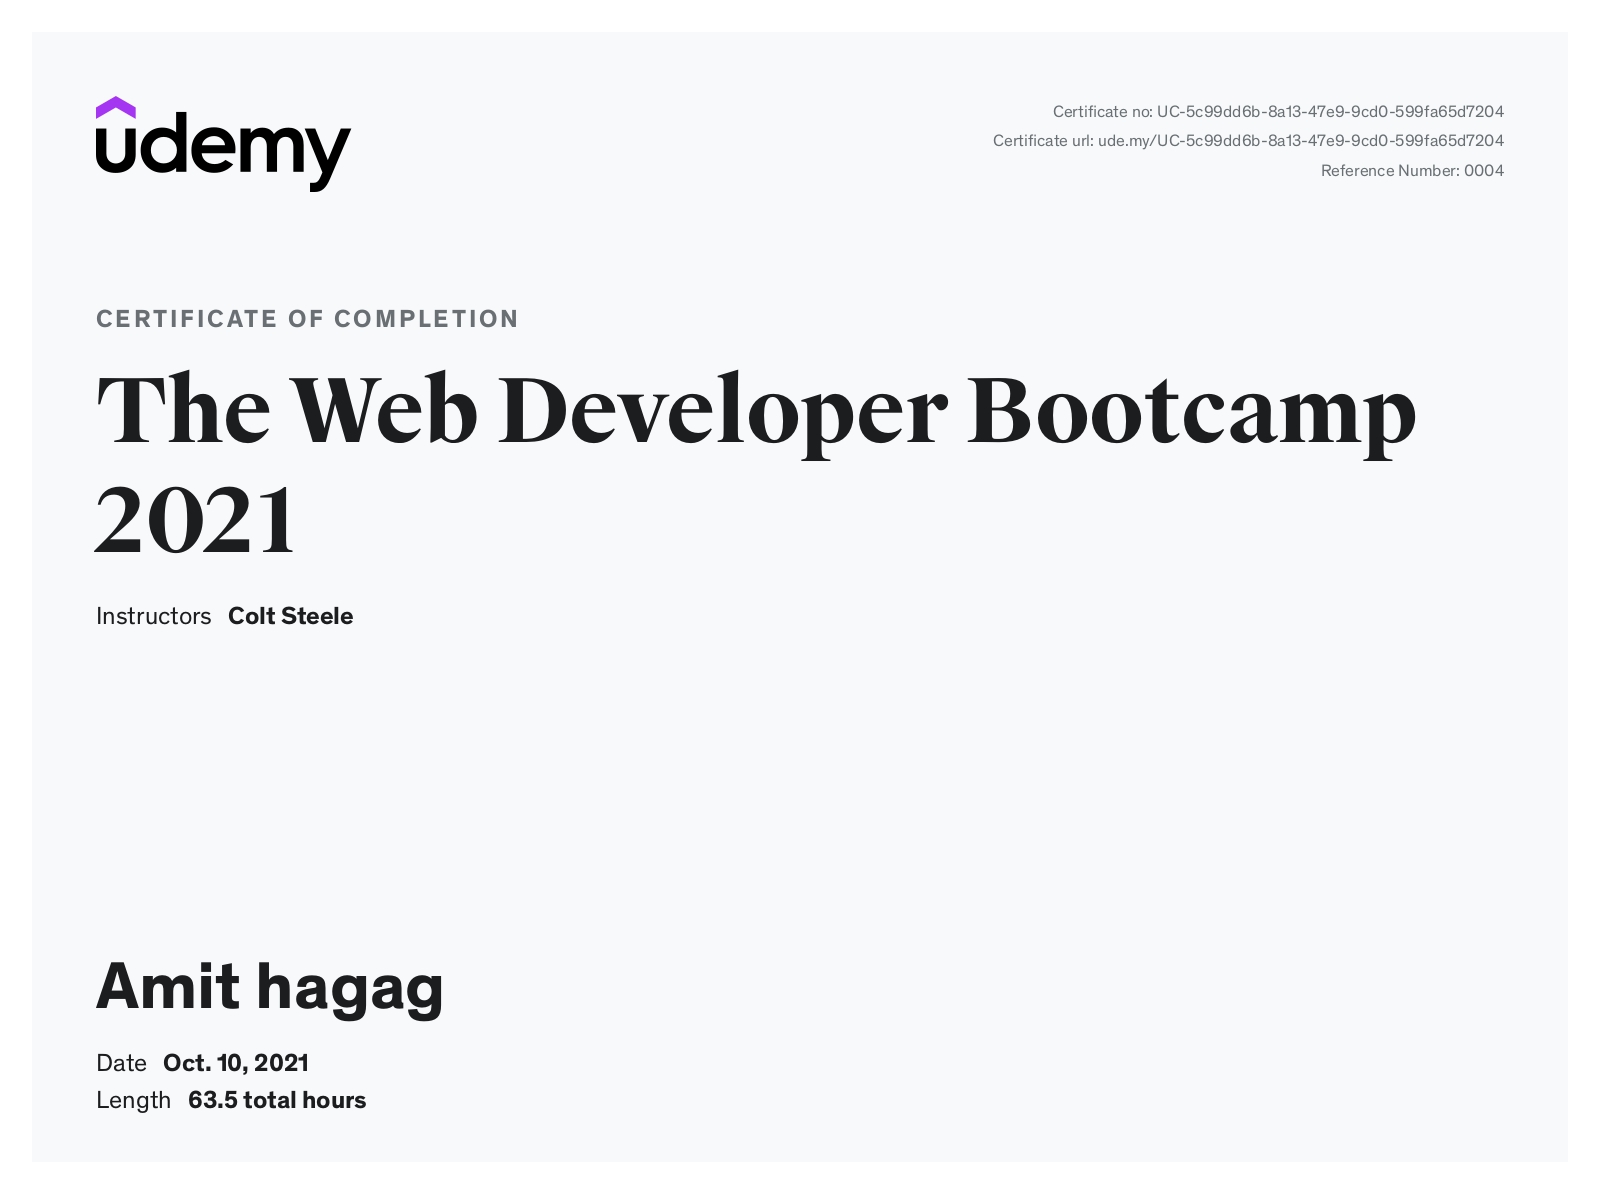 udemy
Certificate no: UC-5c99dd6b-8a13-47e9-9cd0-599fa65d7204
Certificate url: ude.my/UC-5c99dd6b-8a13-47e9-9cd0-599fa65d7204
Reference Number: 0004
CERTIFICATE OF COMPLETION
The Web Developer Bootcamp
2021
Instructors Colt Steele
Amit hagag
Date Oct. 10, 2021
Length 63.5 total hours